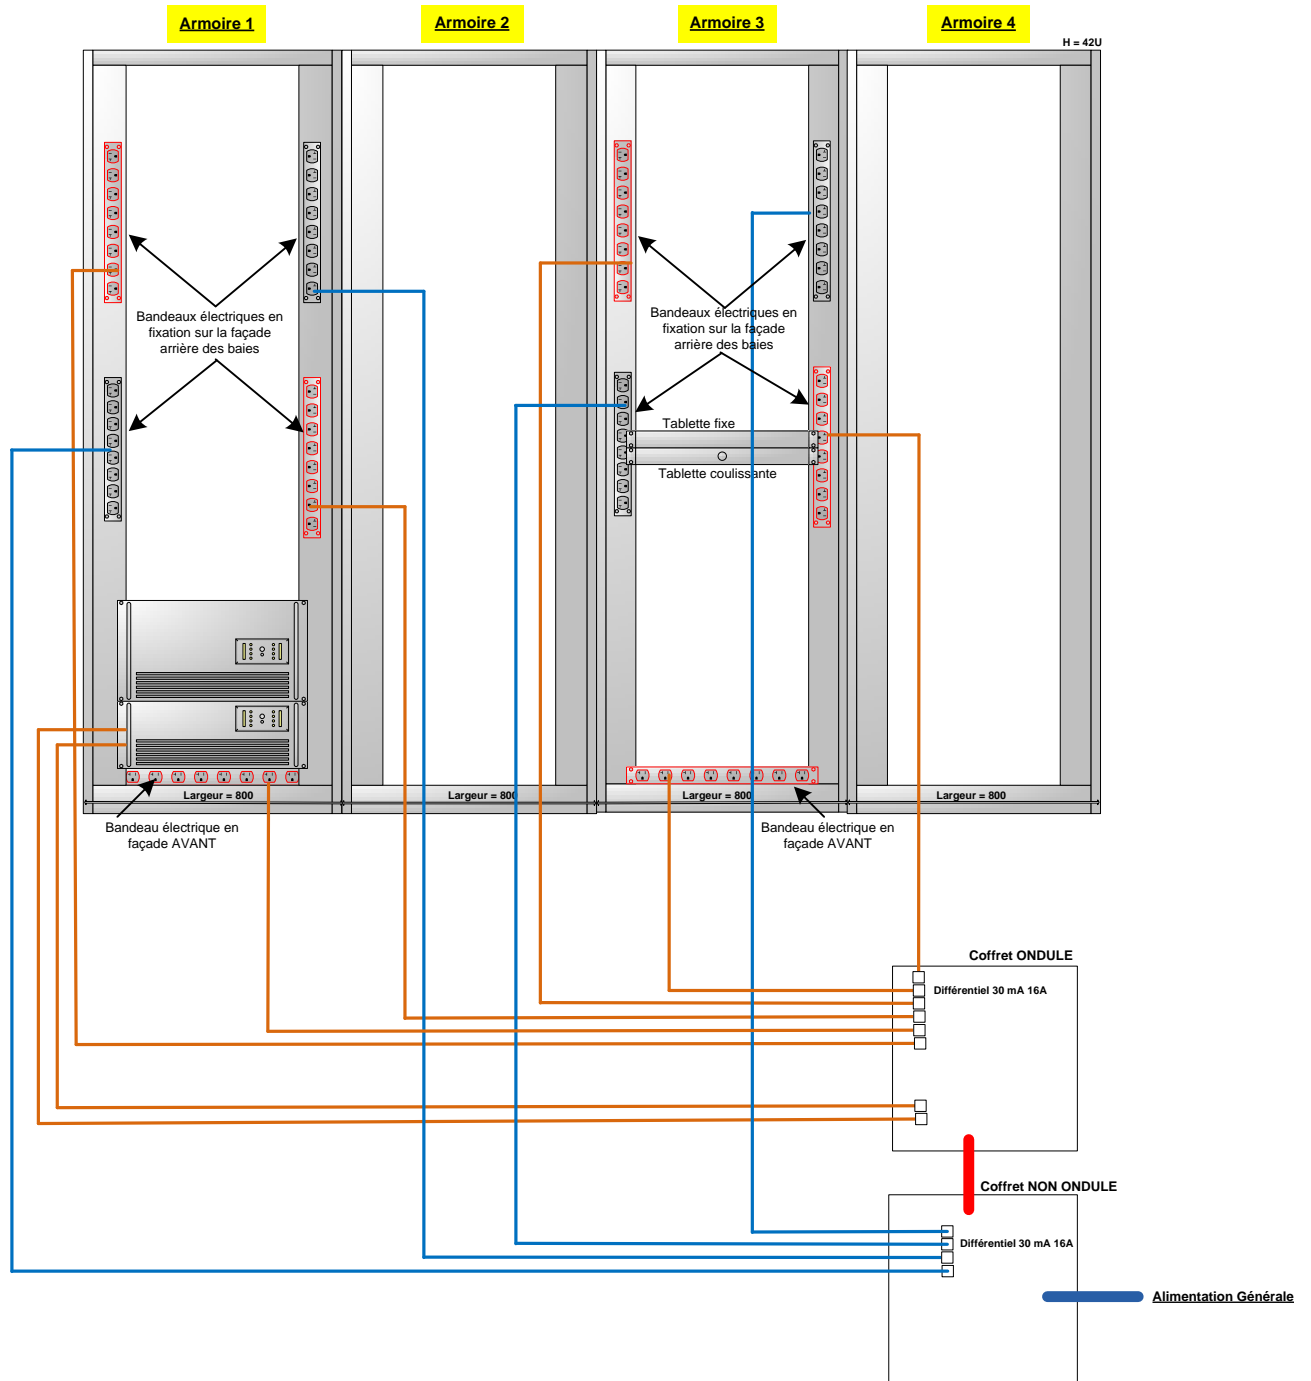 Armoire 1
Armoire 2
Armoire 3
Armoire 4
H = 42U
Bandeaux électriques en
fixation sur la façade
arrière des baies
Bandeaux électriques en
fixation sur la façade
arrière des baies
Tablette fixe
Tablette coulissante
Largeur = 800
Largeur = 800
Largeur = 800
Largeur = 800
Bandeau électrique en
façade AVANT
Bandeau électrique en
façade AVANT
Coffret ONDULE
Différentiel 30 mA 16A
Coffret NON ONDULE
Différentiel 30 mA 16A
Alimentation Générale